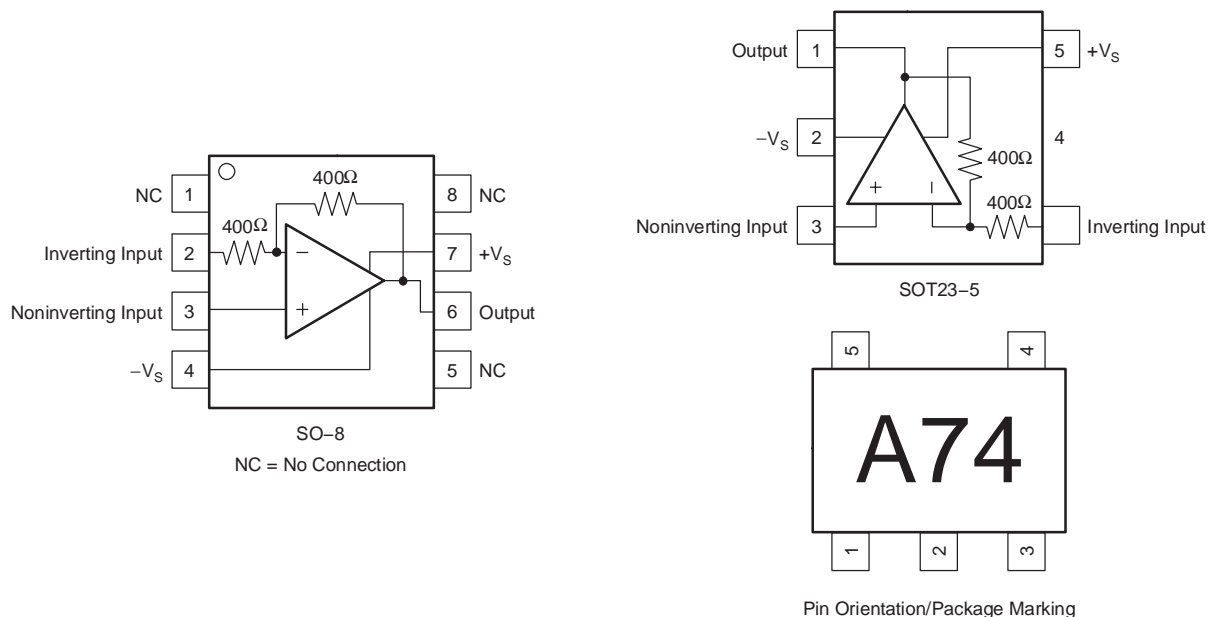 NC 1
400Ω
8 NC
400Ω
Inverting Input 2
−
7 +VS
Noninverting Input 3
+
6 Output
−VS 4
5 NC
SO−8
NC = No Connection
Output 1
5 +VS
−VS 2
4
400Ω
+ −
400Ω
Noninverting Input 3
Inverting Input
SOT23−5
5
4
A74
1
2
3
Pin Orientation/Package Marking